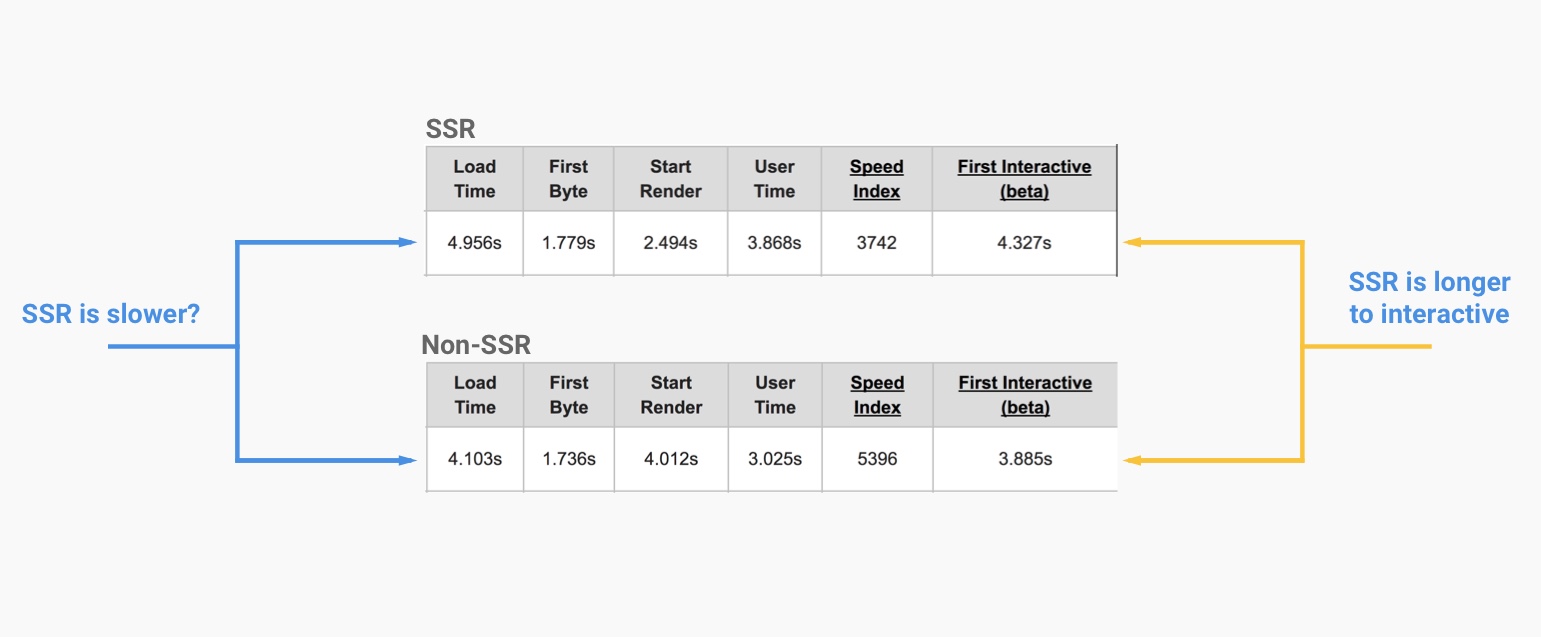 SSR
Load First Start User Speed First Interactive
Time Byte Render Time Index (beta)
4.956s 1.779s 2.494s 3.868s 3742 4.327s
SSR is slower?
SSR is longer
to interactive
Non-SSR
Load First Start User Speed First Interactive
Time Byte Render Time Index (beta)
4.103s 1.736s 4.012s 3.025s 5396 3.885s